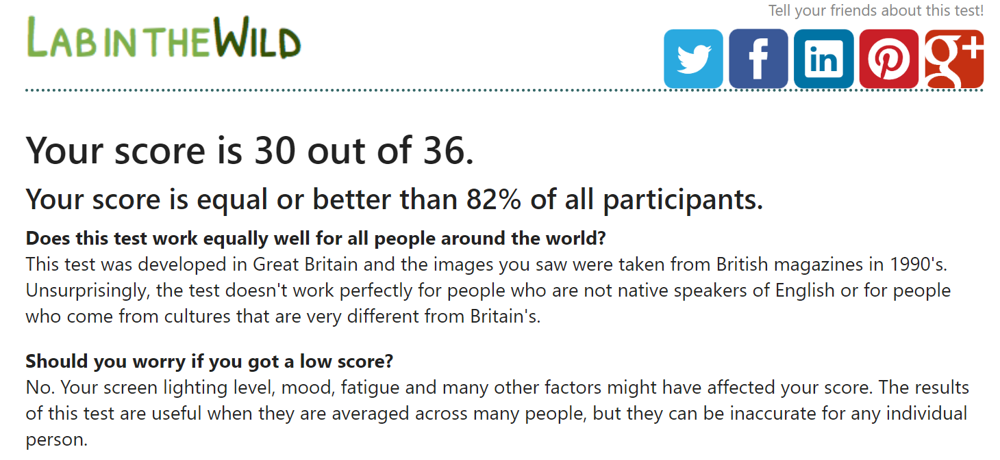 Tell your friends about this test!
LAB IN THE WILD
in
g+
Your score is 30 out of 36.
Your score is equal or better than 82% of all participants.
Does this test work equally well for all people around the world?
This test was developed in Great Britain and the images you saw were taken from British magazines in 1990's.
Unsurprisingly, the test doesn't work perfectly for people who are not native speakers of English or for people
who come from cultures that are very different from Britain's.
Should you worry if you got a low score?
No. Your screen lighting level, mood, fatigue and many other factors might have affected your score. The results
of this test are useful when they are averaged across many people, but they can be inaccurate for any individual
person.